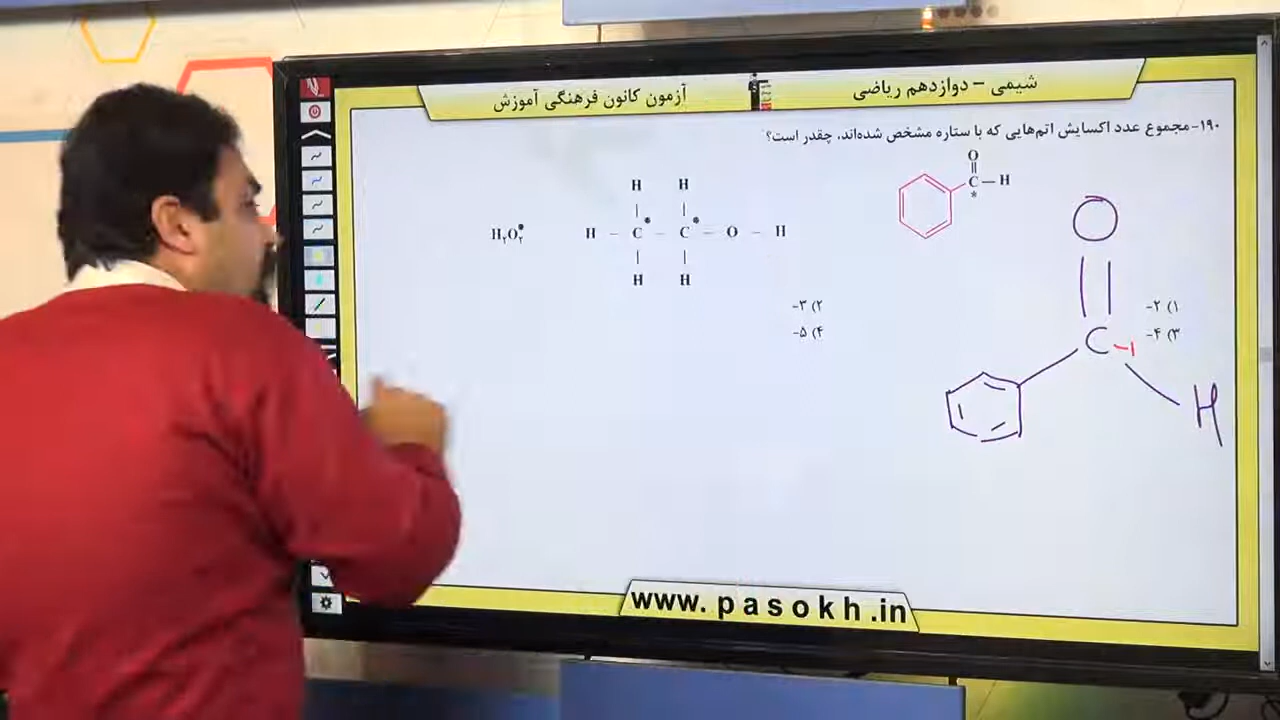 شیمی - دوازدهم ریاضی
آزمون کانون فرهنگی آموزش
۱۹۰- مجموع عدد اکسایش اتم‌هایی که با ستاره مشخص شده‌اند، چقدر است؟
O
C - H
*
H H
H - C* - C* - O - H
H H
H₂O₂*
۱) ۲-
۲) ۳-
۳) ۴-
۴) ۵-
O
C -1
H
www.pasokh.in